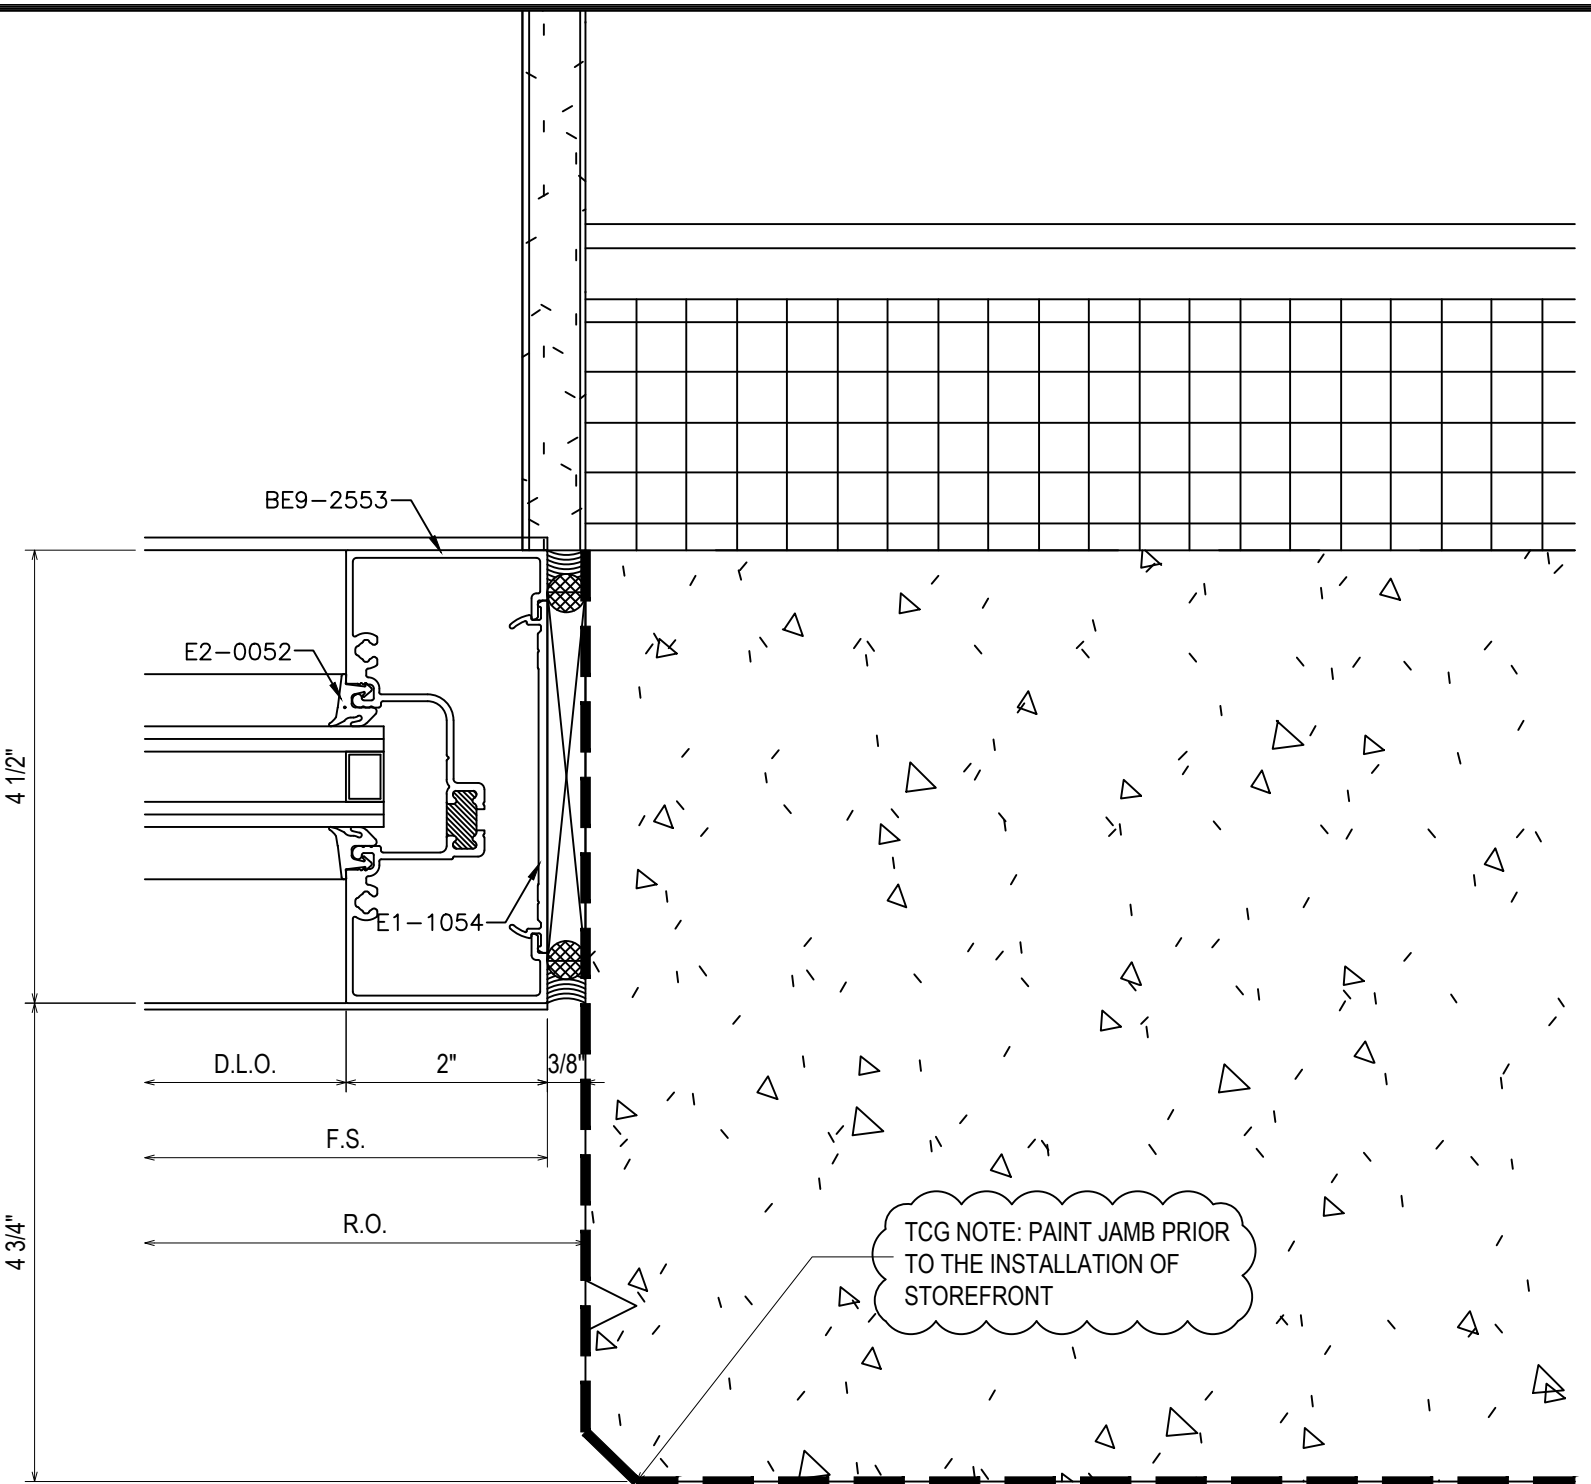 BE9-2553
E2-0052
4 1/2"
E1-1054
D.L.O.
2"
3/8"
F.S.
R.O.
4 3/4"
TCG NOTE: PAINT JAMB PRIOR
TO THE INSTALLATION OF
STOREFRONT